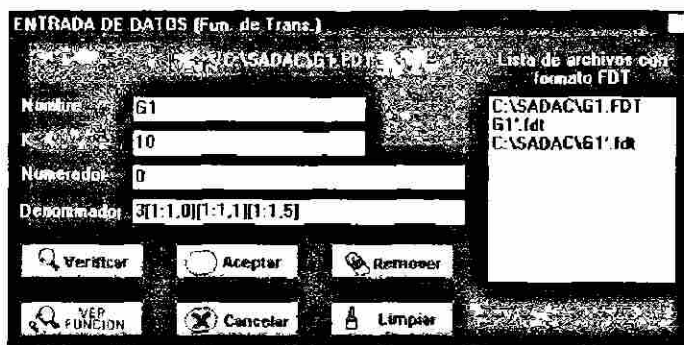 ENTRADA DE DATOS (Fun. de Trans.)
C:\SADAC\G1.FDT
Lista de archivos con
formato FDT
Nombre G1
K 10
Numerador 0
Denominador 3[1:1,0][1:1,1][1:1,5]
C:\SADAC\G1.FDT
G1'.fdt
C:\SADAC\G1'.fdt
Verificar Aceptar Remover
VER
FUNCION Cancelar Limpiar